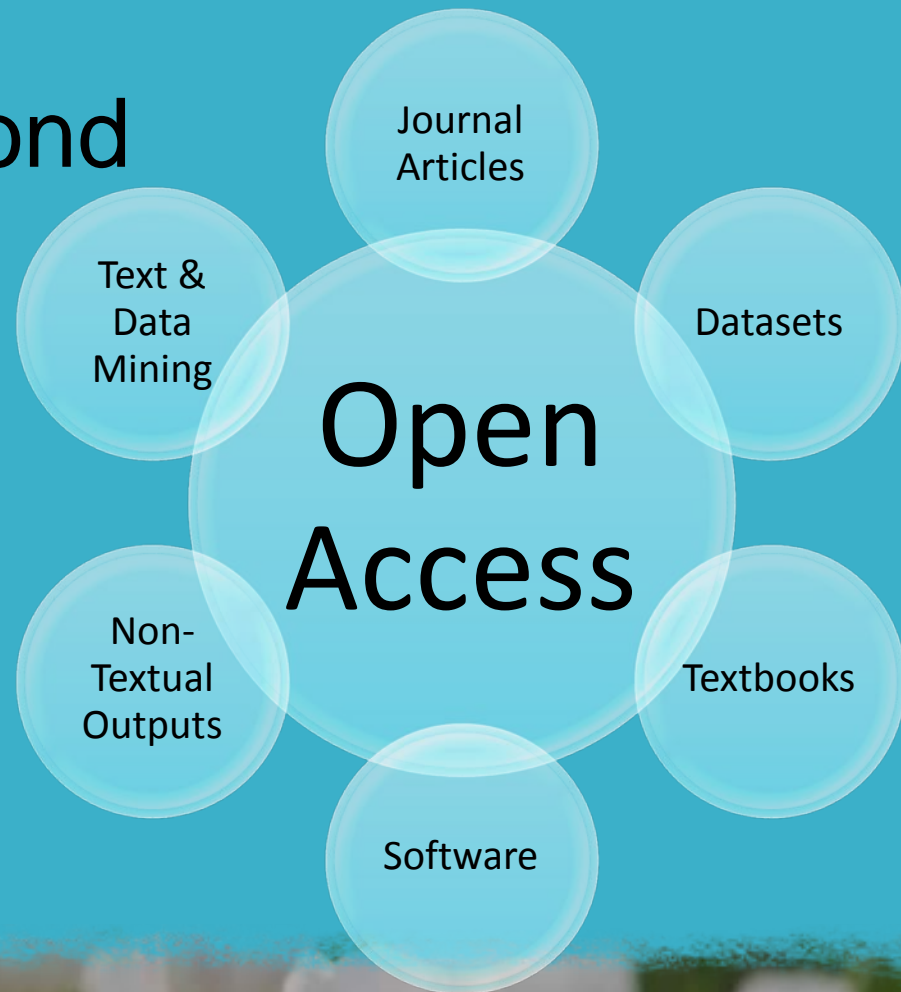 ond
Journal
Articles
Text &
Data
Mining
Datasets
Open
Access
Non-
Textual
Outputs
Textbooks
Software